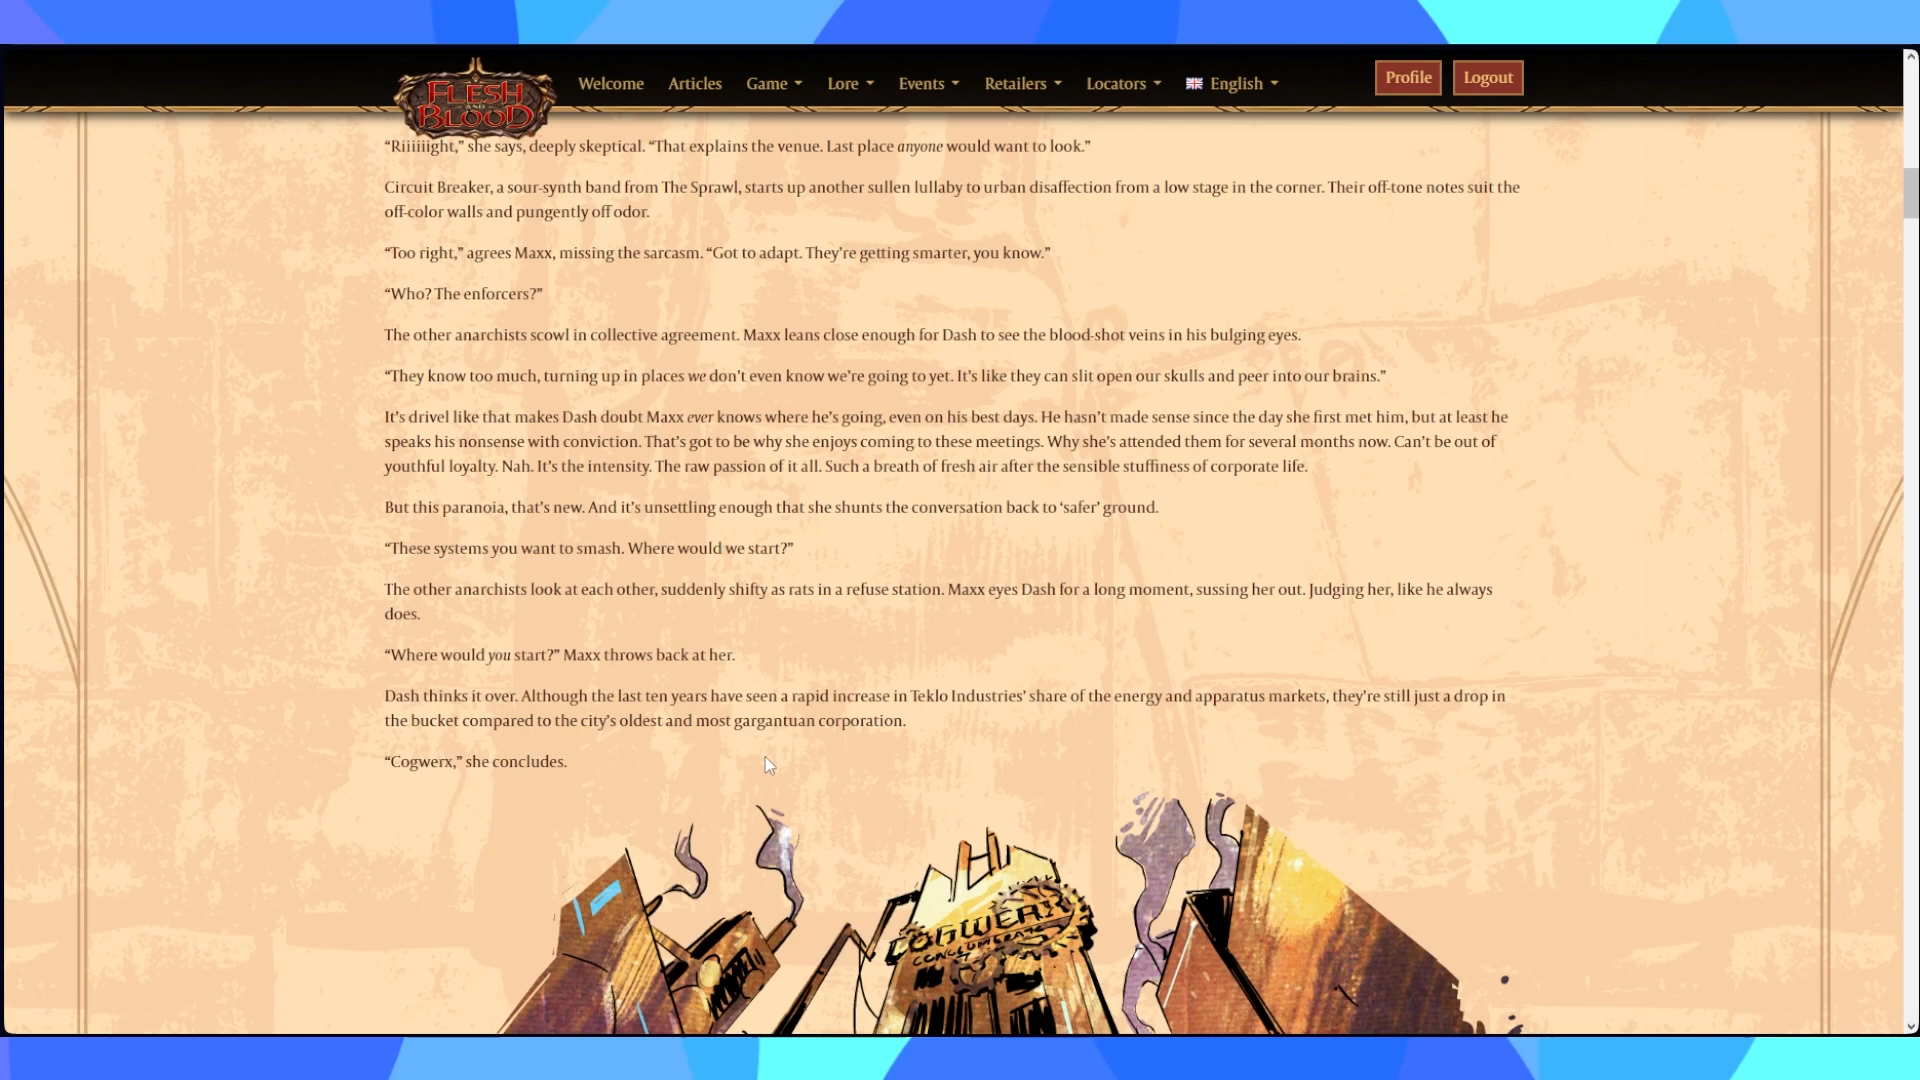 FLESH
AND
BLOOD
Welcome
Articles
Game
Lore
Events
Retailers
Locators
English
Profile
Logout
“Riiiiiight,” she says, deeply skeptical. “That explains the venue. Last place anyone would want to look.”
Circuit Breaker, a sour-synth band from The Sprawl, starts up another sullen lullaby to urban disaffection from a low stage in the corner. Their off-tone notes suit the
off-color walls and pungently off odor.
“Too right,” agrees Maxx, missing the sarcasm. “Got to adapt. They’re getting smarter, you know.”
“Who? The enforcers?”
The other anarchists scowl in collective agreement. Maxx leans close enough for Dash to see the blood-shot veins in his bulging eyes.
“They know too much, turning up in places we don’t even know we’re going to yet. It’s like they can slit open our skulls and peer into our brains.”
It’s drivel like that makes Dash doubt Maxx ever knows where he’s going, even on his best days. He hasn’t made sense since the day she first met him, but at least he
speaks his nonsense with conviction. That’s got to be why she enjoys coming to these meetings. Why she’s attended them for several months now. Can’t be out of
youthful loyalty. Nah. It’s the intensity. The raw passion of it all. Such a breath of fresh air after the sensible stuffiness of corporate life.
But this paranoia, that’s new. And it’s unsettling enough that she shunts the conversation back to ‘safer’ ground.
“These systems you want to smash. Where would we start?”
The other anarchists look at each other, suddenly shifty as rats in a refuse station. Maxx eyes Dash for a long moment, sussing her out. Judging her, like he always
does.
“Where would you start?” Maxx throws back at her.
Dash thinks it over. Although the last ten years have seen a rapid increase in Teklo Industries’ share of the energy and apparatus markets, they’re still just a drop in
the bucket compared to the city’s oldest and most gargantuan corporation.
“Cogwerx,” she concludes.
COGWERX
CONGLOMERATE